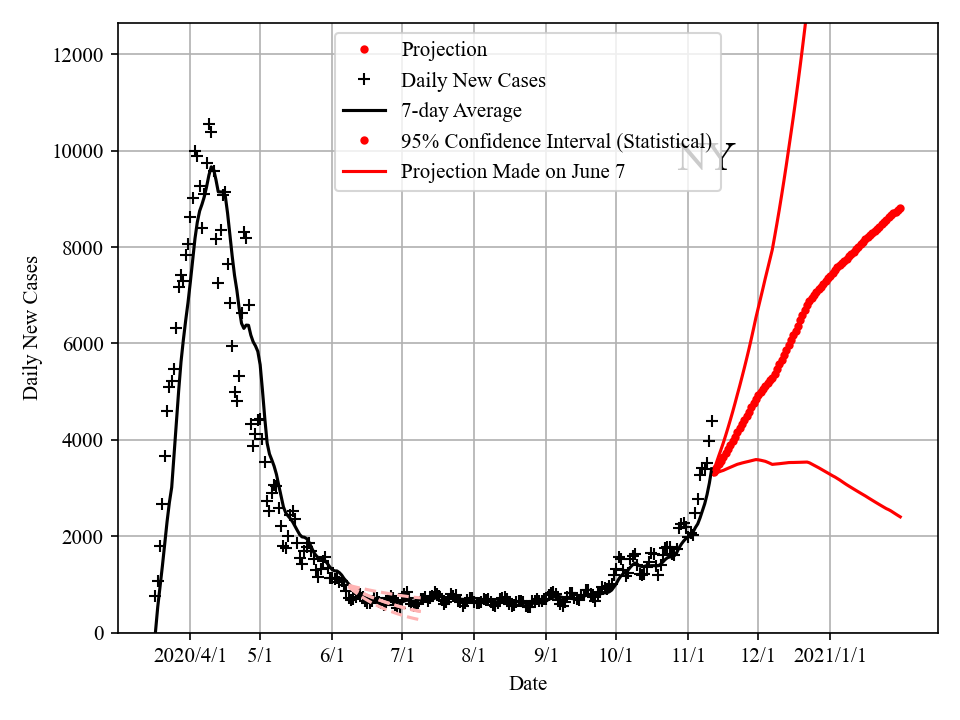 12000
10000
8000
6000
4000
2000
0
Daily New Cases
Projection
Daily New Cases
7-day Average
95% Confidence Interval (Statistical)
Projection Made on June 7
NY
2020/4/1 5/1 6/1 7/1 8/1 9/1 10/1 11/1 12/1 2021/1/1
Date